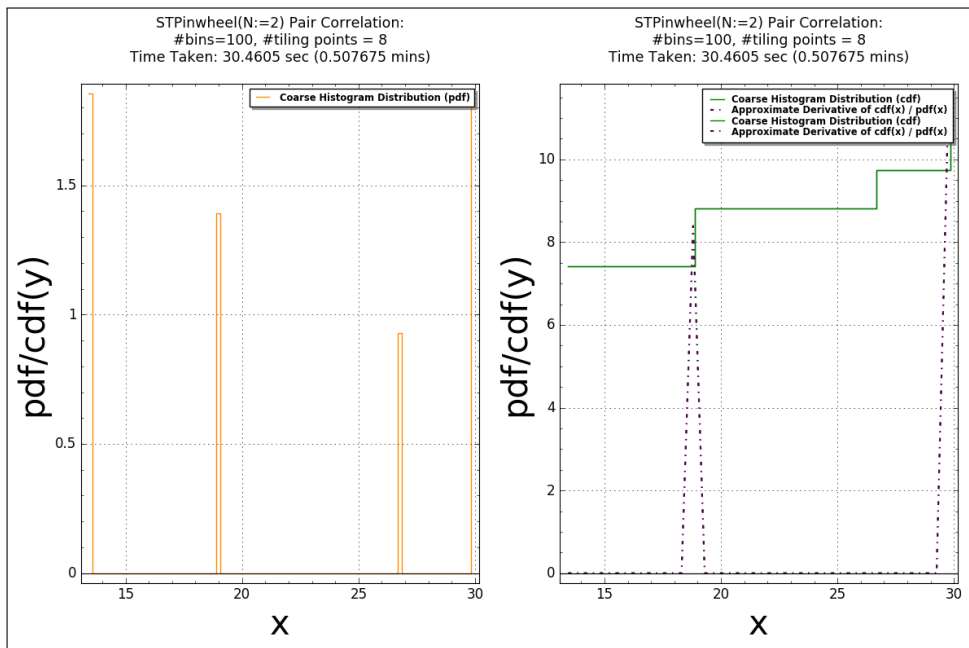 STPinwheel(N:=2) Pair Correlation:
#bins=100, #tiling points = 8
Time Taken: 30.4605 sec (0.507675 mins)
Coarse Histogram Distribution (pdf)
1.5
1
0.5
0
15
20
25
30
pdf/cdf(y)
x
STPinwheel(N:=2) Pair Correlation:
#bins=100, #tiling points = 8
Time Taken: 30.4605 sec (0.507675 mins)
Coarse Histogram Distribution (cdf)
Approximate Derivative of cdf(x) / pdf(x)
Coarse Histogram Distribution (cdf)
Approximate Derivative of cdf(x) / pdf(x)
10
8
6
4
2
0
15
20
25
30
pdf/cdf(y)
x